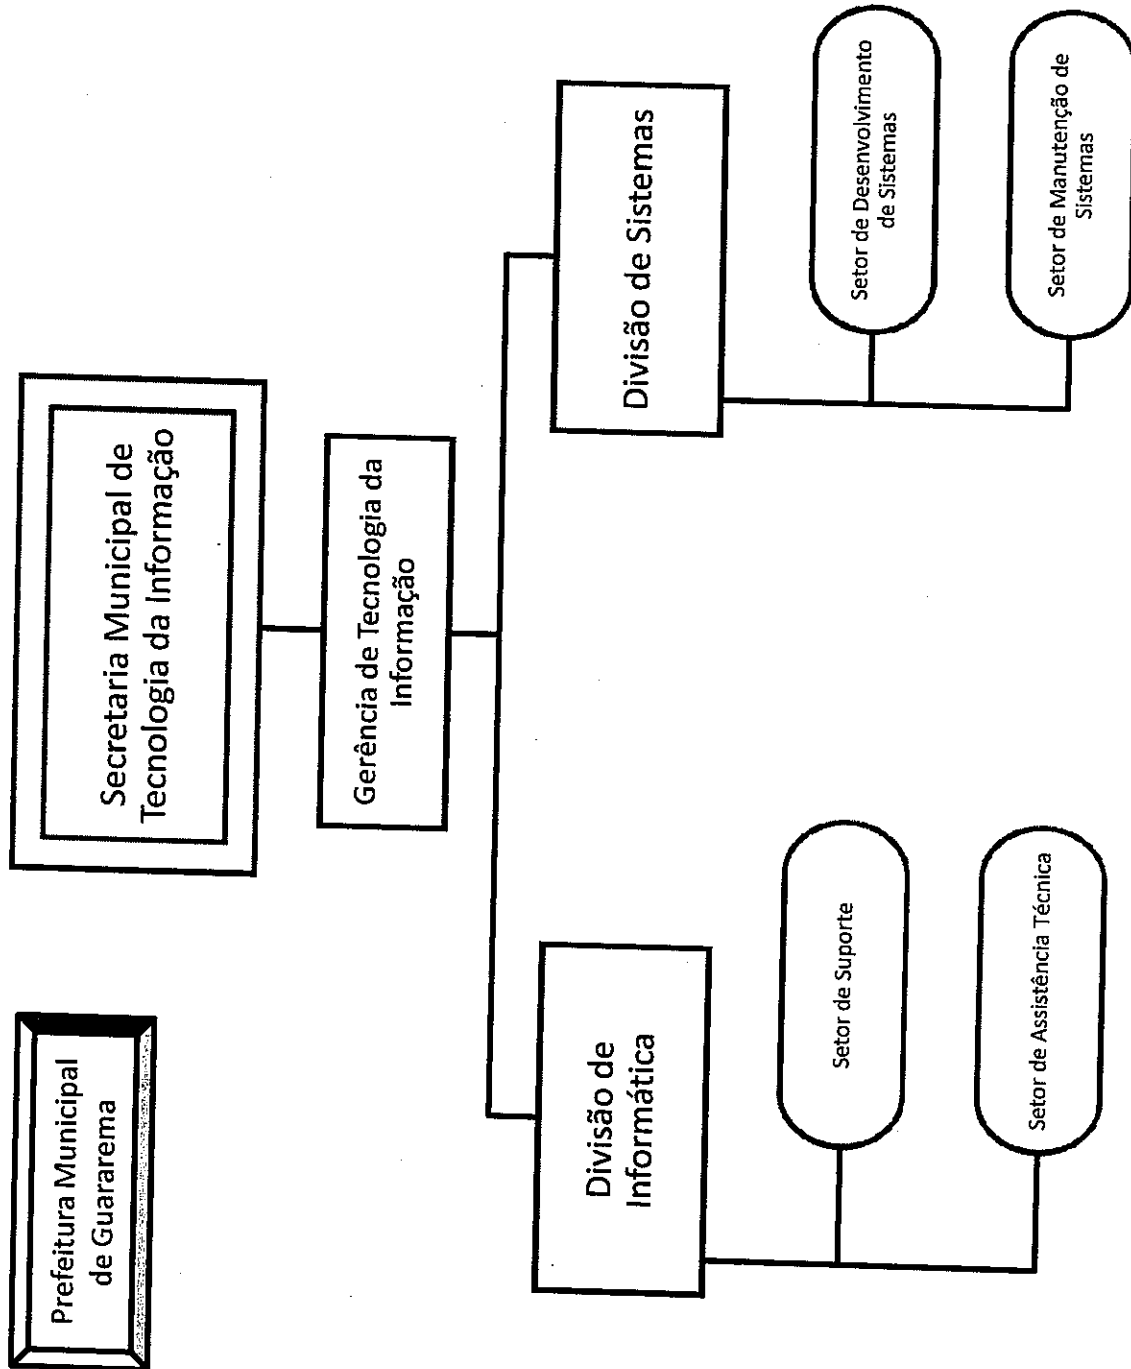 Prefeitura Municipal
de Guararema
Secretaria Municipal de
Tecnologia da Informação
Gerência de Tecnologia da
Informação
Divisão de
Informática
Divisão de Sistemas
Setor de Suporte
Setor de Assistência Técnica
Setor de Desenvolvimento
de Sistemas
Setor de Manutenção de
Sistemas